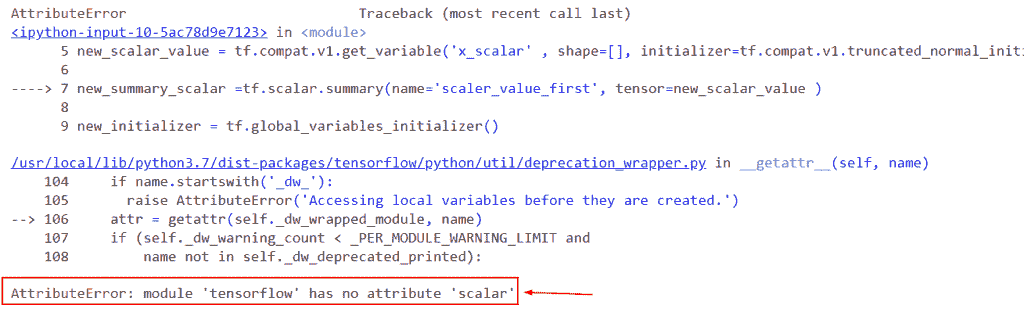 AttributeError                            Traceback (most recent call last)
<ipython-input-10-5ac78d9e7123> in <module>
      5 new_scalar_value = tf.compat.v1.get_variable('x_scalar' , shape=[], initializer=tf.compat.v1.truncated_normal_initi
      6
----> 7 new_summary_scalar =tf.scalar.summary(name='scaler_value_first', tensor=new_scalar_value )
      8
      9 new_initializer = tf.global_variables_initializer()
/usr/local/lib/python3.7/dist-packages/tensorflow/python/util/deprecation_wrapper.py in __getattr__(self, name)
    104     if name.startswith('_dw_'):
    105       raise AttributeError('Accessing local variables before they are created.')
--> 106     attr = getattr(self._dw_wrapped_module, name)
    107     if (self._dw_warning_count < _PER_MODULE_WARNING_LIMIT and
    108         name not in self._dw_deprecated_printed):
AttributeError: module 'tensorflow' has no attribute 'scalar'